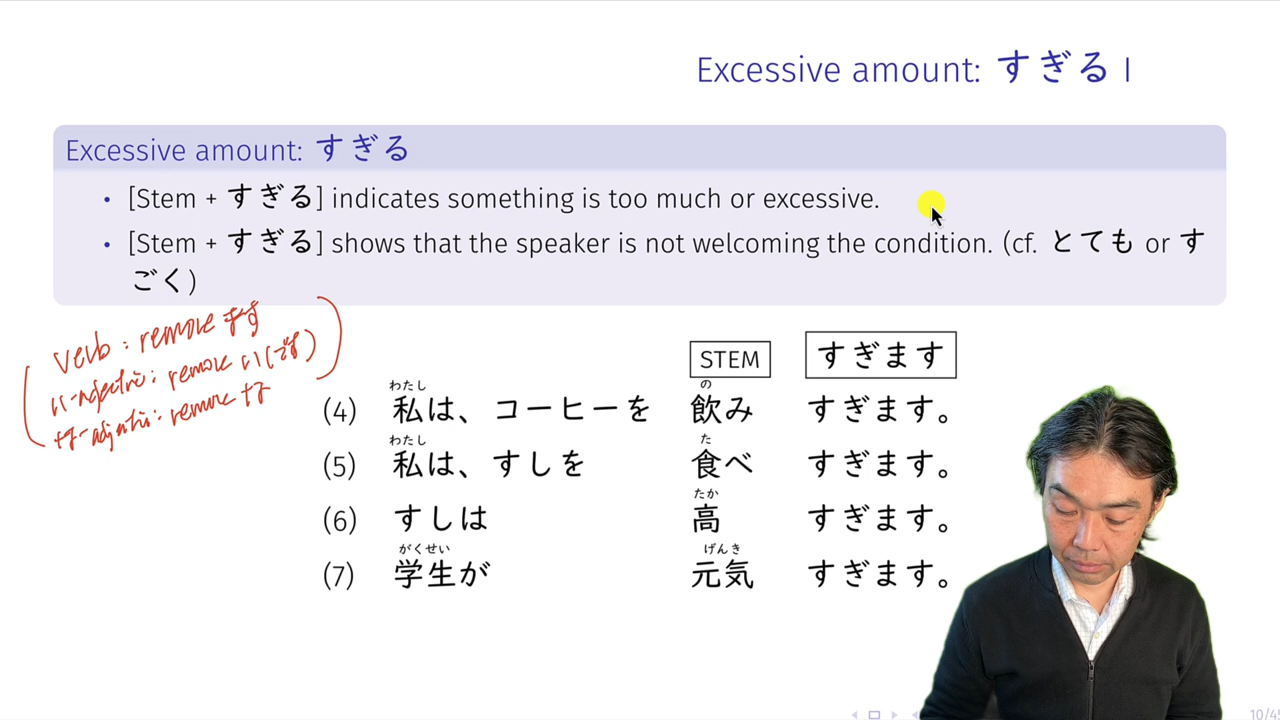 Excessive amount: すぎる I
Excessive amount: すぎる
• [Stem + すぎる] indicates something is too much or excessive.
• [Stem + すぎる] shows that the speaker is not welcoming the condition. (cf. とても or す
ごく)
verb : remove ます
い-adjective: remove い(です)
な-adjective: remove な
STEM すぎます
わたし の
(4) 私は、コーヒーを 飲み すぎます。
わたし た
(5) 私は、すしを 食べ すぎます。
たか
(6) すしは 高 すぎます。
がくせい げんき
(7) 学生が 元気 すぎます。